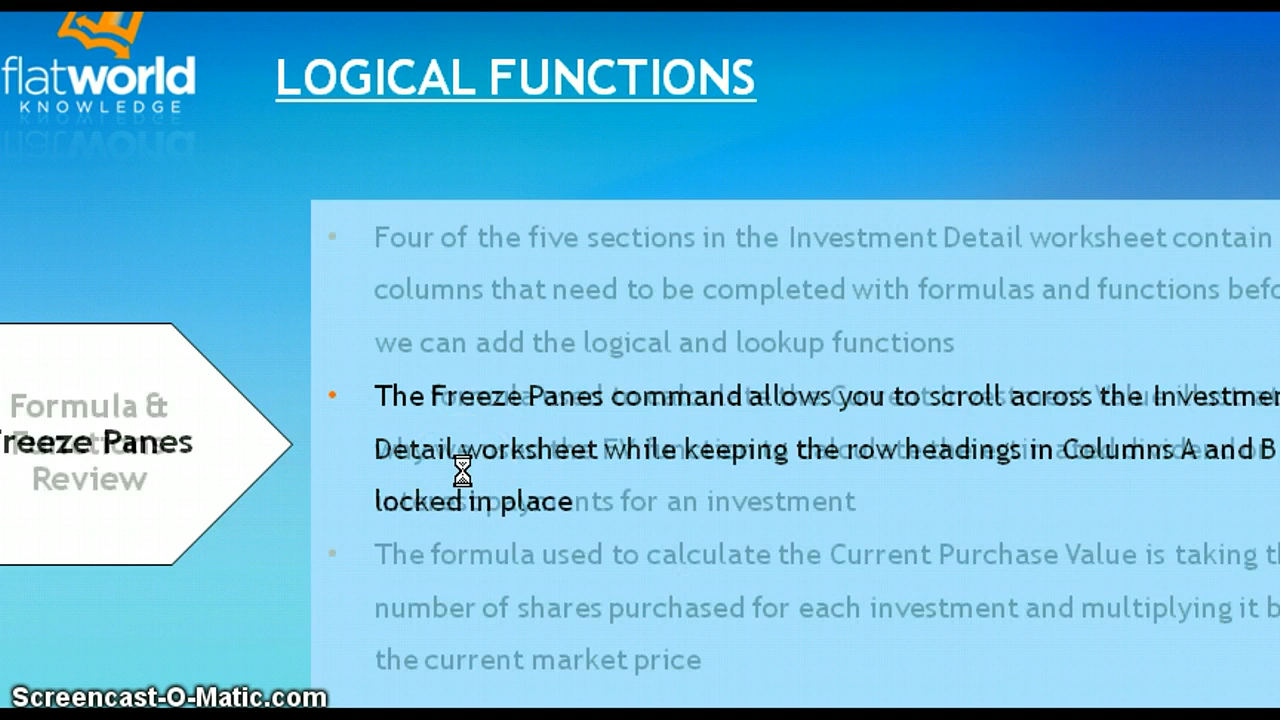 flatworld
KNOWLEDGE
LOGICAL FUNCTIONS
Four of the five sections in the Investment Detail worksheet contain
columns that need to be completed with formulas and functions befo
we can add the logical and lookup functions
Formula &
Freeze Panes
Review
The Freeze Panes command allows you to scroll across the Investmen
Detail worksheet while keeping the row headings in Columns A and B
locked in place
payments for an investment
The formula used to calculate the Current Purchase Value is taking th
number of shares purchased for each investment and multiplying it b
the current market price
Screencast-O-Matic.com